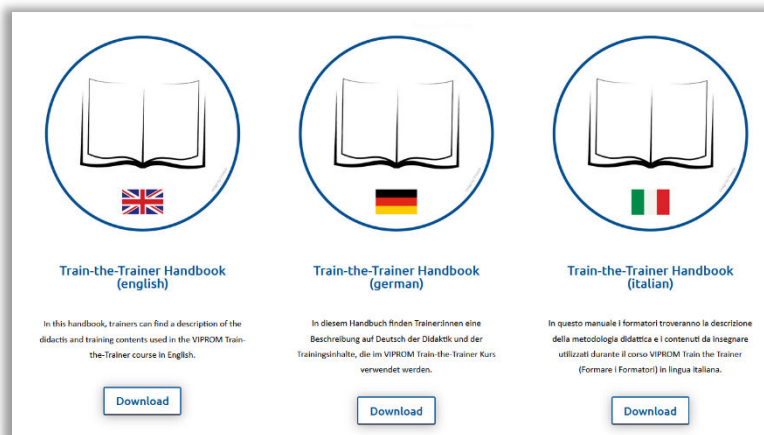 Train-the-Trainer Handbook
(english)
In this handbook, trainers can find a description of the
didactis and training contents used in the VIPROM Train-
the-Trainer course in English.
Download
Train-the-Trainer Handbook
(german)
In diesem Handbuch finden Trainer:innen eine
Beschreibung auf Deutsch der Didaktik und der
Trainingsinhalte, die im VIPROM Train-the-Trainer Kurs
verwendet werden.
Download
Train-the-Trainer Handbook
(italian)
In questo manuale i formatori troveranno la descrizione
della metodologia didattica e i contenuti da insegnare
utilizzati durante il corso VIPROM Train the Trainer
(Formare i Formatori) in lingua italiana.
Download